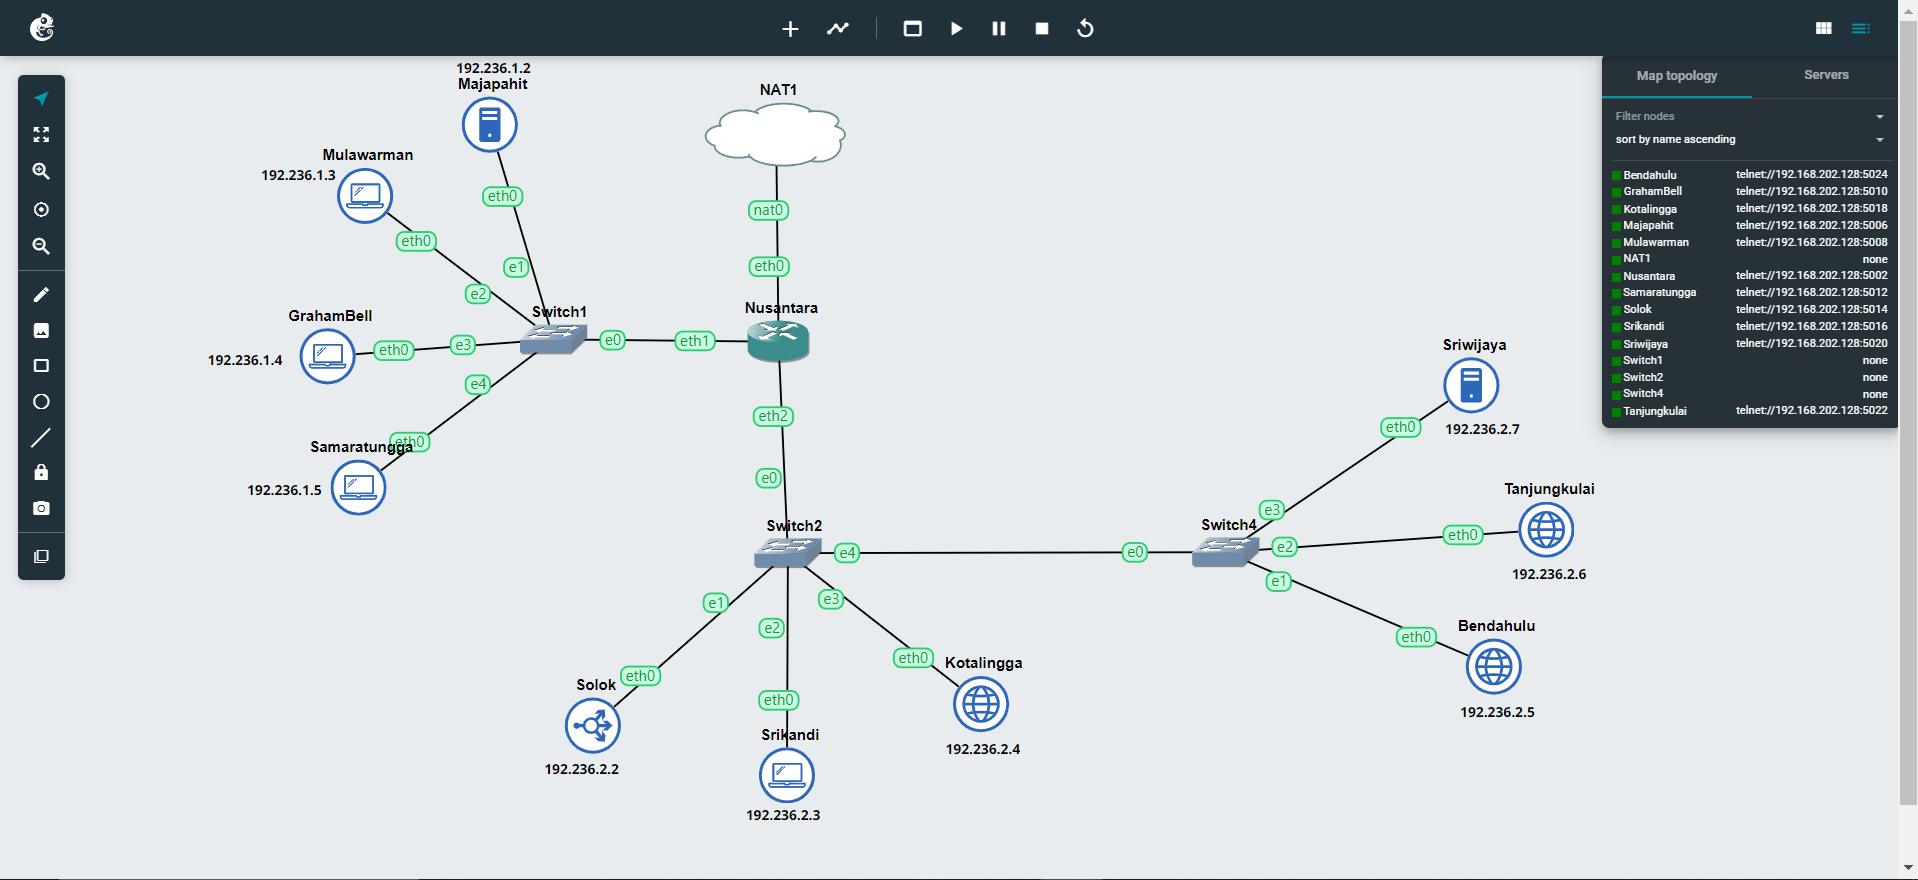 192.236.1.2
Majapahit
NAT1
Mulawarman
192.236.1.3
eth0
nat0
eth0
e1
eth0
e2
Switch1
Nusantara
GrahamBell
eth0
e3
e0
eth1
192.236.1.4
e4
eth2
eth0
Samaratungga
192.236.1.5
e0
Switch2
e4
e0
Switch4
e3
e2
e1
eth0
Sriwijaya
192.236.2.7
Tanjungkulai
eth0
192.236.2.6
eth0
Bendahulu
192.236.2.5
e1
e2
e3
eth0
Solok
192.236.2.2
eth0
Srikandi
192.236.2.3
eth0
Kotalingga
192.236.2.4
Map topology
Servers
Filter nodes
sort by name ascending
Bendahulu telnet://192.168.202.128:5024
GrahamBell telnet://192.168.202.128:5010
Kotalingga telnet://192.168.202.128:5018
Majapahit telnet://192.168.202.128:5006
Mulawarman telnet://192.168.202.128:5008
NAT1 none
Nusantara telnet://192.168.202.128:5002
Samaratungga telnet://192.168.202.128:5012
Solok telnet://192.168.202.128:5014
Srikandi telnet://192.168.202.128:5016
Sriwijaya telnet://192.168.202.128:5020
Switch1 none
Switch2 none
Switch4 none
Tanjungkulai telnet://192.168.202.128:5022